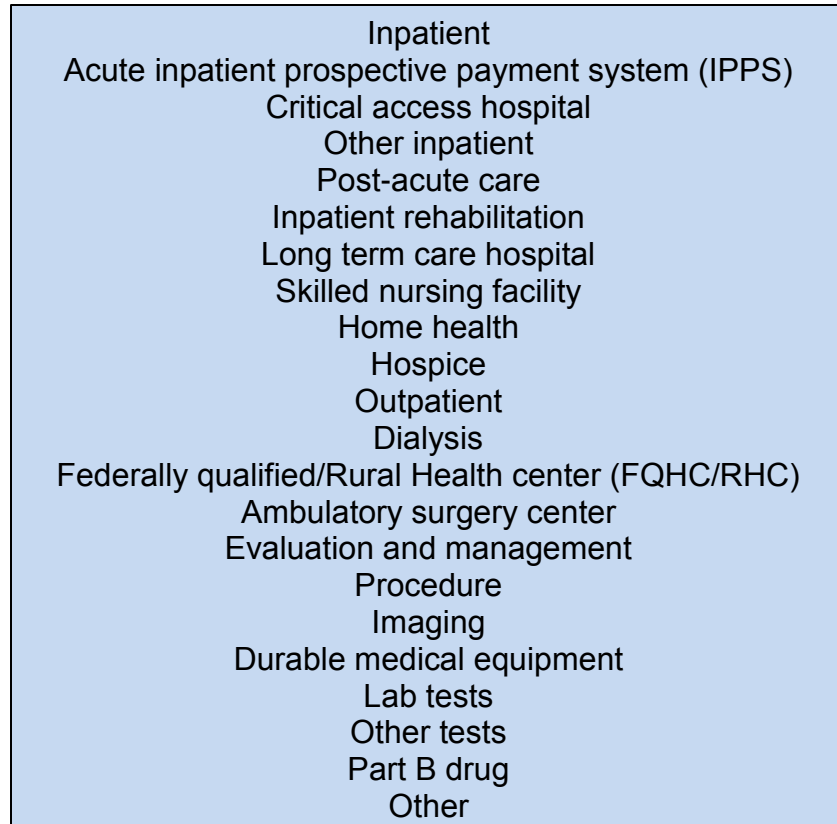 Inpatient
Acute inpatient prospective payment system (IPPS)
Critical access hospital
Other inpatient
Post-acute care
Inpatient rehabilitation
Long term care hospital
Skilled nursing facility
Home health
Hospice
Outpatient
Dialysis
Federally qualified/Rural Health center (FQHC/RHC)
Ambulatory surgery center
Evaluation and management
Procedure
Imaging
Durable medical equipment
Lab tests
Other tests
Part B drug
Other